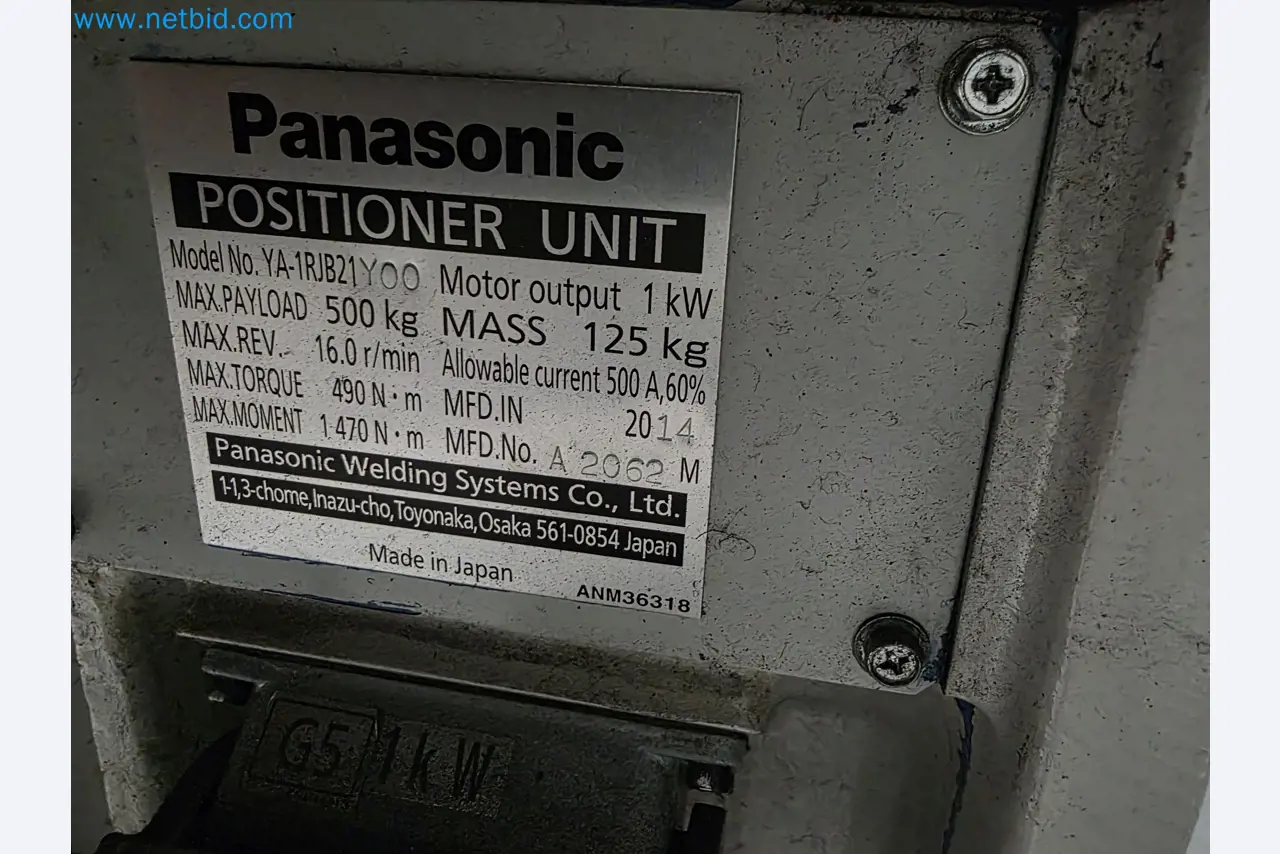 www.netbid.com
Panasonic
POSITIONER UNIT
Model No. YA-1RJB21Y00 Motor output 1 kW
MAX.PAYLOAD 500 kg MASS 125 kg
MAX.REV. 16.0 r/min Allowable current 500 A,60%
MAX.TORQUE 490 N・m MFD.IN 2014
MAX.MOMENT 1 470 N・m MFD.No. A 2062 M
Panasonic Welding Systems Co., Ltd.
1-1,3-chome,Inazu-cho,Toyonaka,Osaka 561-0854 Japan
Made in Japan
ANM36318
G5 1kW